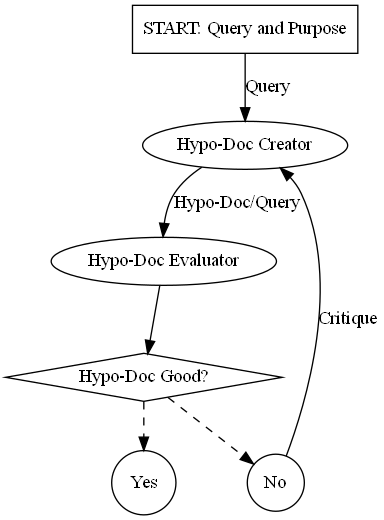 START: Query and Purpose
Query
Hypo-Doc Creator
Hypo-Doc/Query
Hypo-Doc Evaluator
Critique
Hypo-Doc Good?
Yes
No